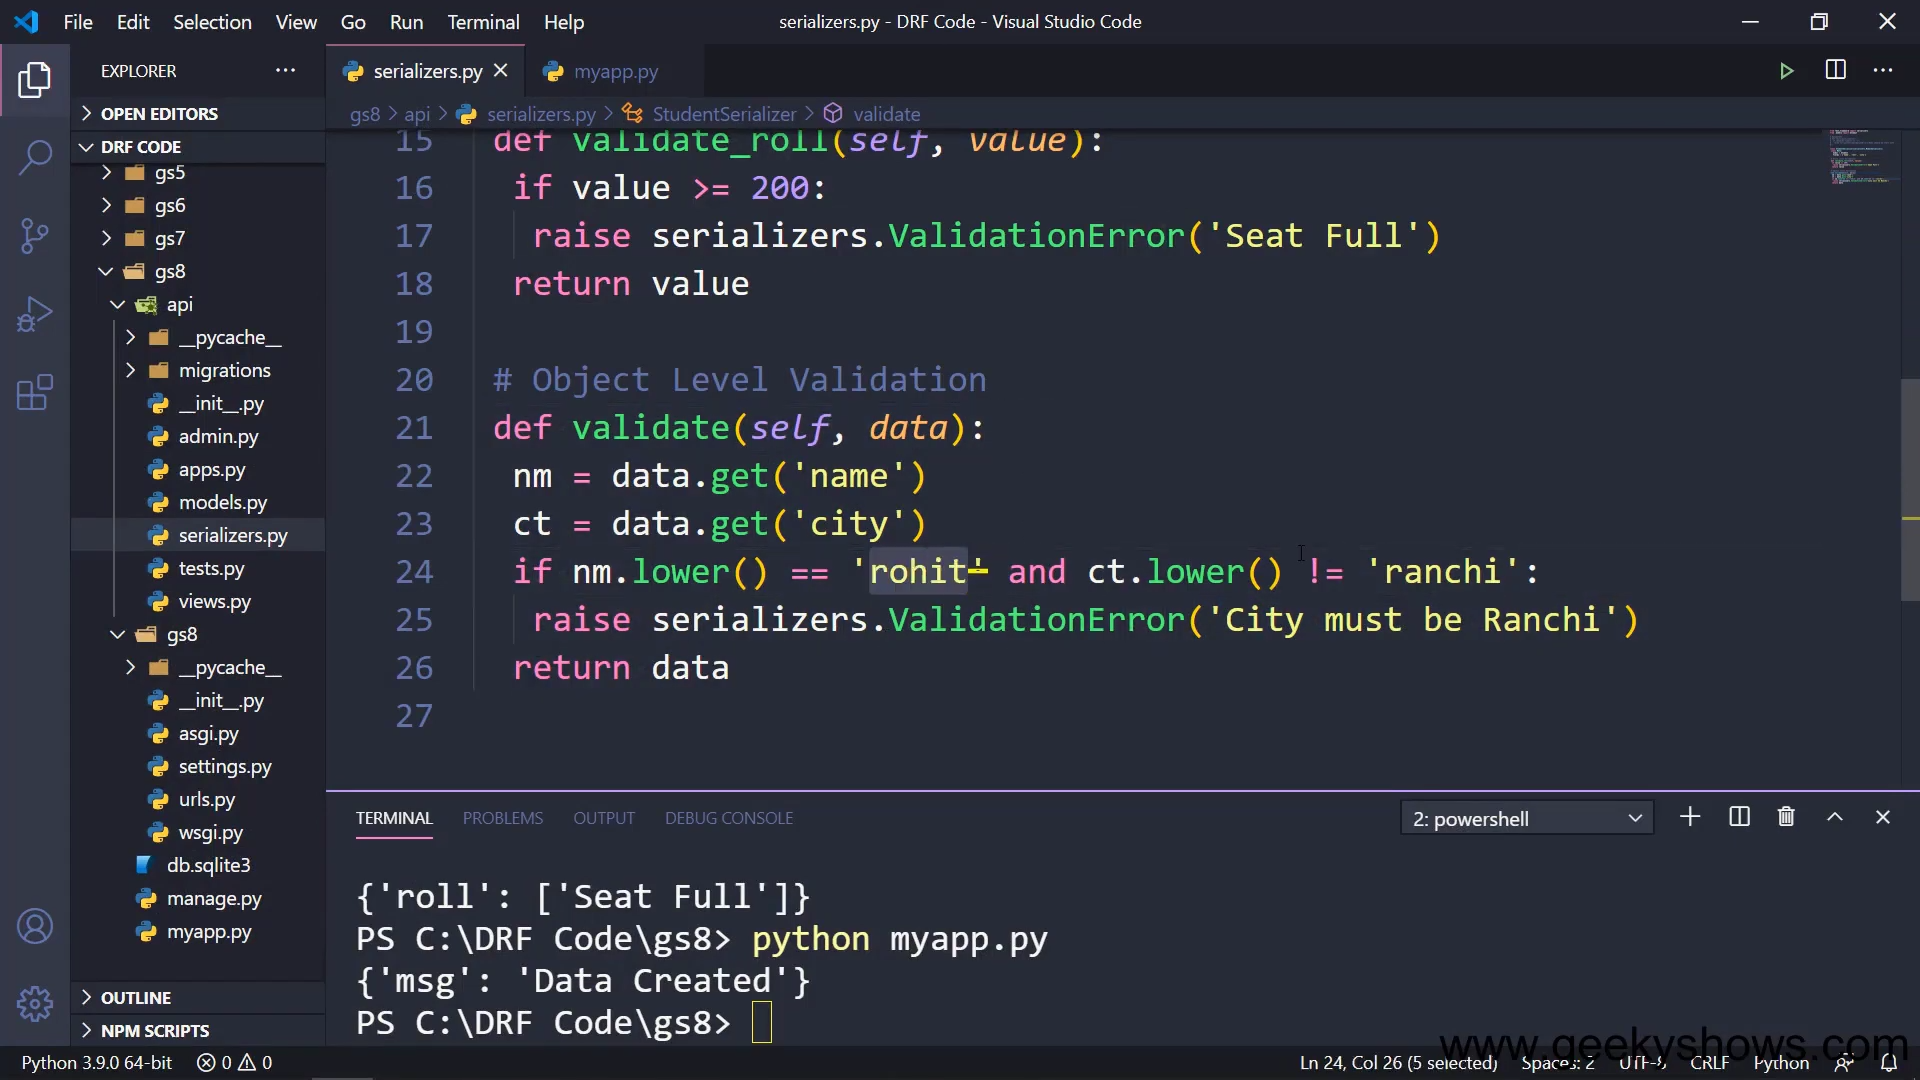 File Edit Selection View Go Run Terminal Help
serializers.py - DRF Code - Visual Studio Code
EXPLORER
OPEN EDITORS
DRF CODE
gs5
gs6
gs7
gs8
api
__pycache__
migrations
__init__.py
admin.py
apps.py
models.py
serializers.py
tests.py
views.py
gs8
__pycache__
__init__.py
asgi.py
settings.py
urls.py
wsgi.py
db.sqlite3
manage.py
myapp.py
OUTLINE
NPM SCRIPTS
serializers.py myapp.py
gs8 > api > serializers.py > StudentSerializer > validate
15 def validate_roll(self, value):
16 if value >= 200:
17 raise serializers.ValidationError('Seat Full')
18 return value
19
20 # Object Level Validation
21 def validate(self, data):
22 nm = data.get('name')
23 ct = data.get('city')
24 if nm.lower() == 'rohit' and ct.lower() != 'ranchi':
25 raise serializers.ValidationError('City must be Ranchi')
26 return data
27
TERMINAL PROBLEMS OUTPUT DEBUG CONSOLE
2: powershell
{'roll': ['Seat Full']}
PS C:\DRF Code\gs8> python myapp.py
{'msg': 'Data Created'}
PS C:\DRF Code\gs8>
www.geekyshows.com
Python 3.9.0 64-bit 0 0
Ln 24, Col 26 (5 selected) Spaces: 2 UTF-8 CRLF Python